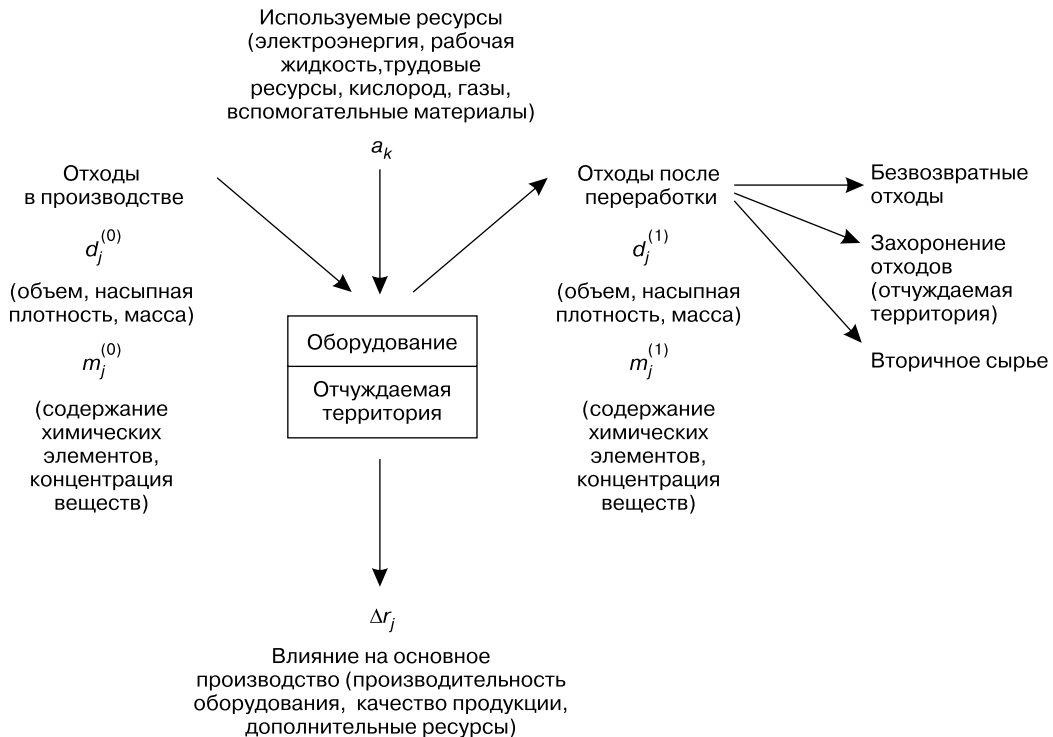 Используемые ресурсы
(электроэнергия, рабочая
жидкость,трудовые
ресурсы, кислород, газы,
вспомогательные материалы)
a_k
Отходы
в производстве
d_j^(0)
(объем, насыпная
плотность, масса)
m_j^(0)
(содержание
химических
элементов,
концентрация
веществ)
Оборудование
Отчуждаемая
территория
Отходы после
переработки
d_j^(1)
(объем, насыпная
плотность, масса)
m_j^(1)
(содержание
химических
элементов,
концентрация
веществ)
Безвозвратные
отходы
Захоронение
отходов
(отчуждаемая
территория)
Вторичное сырье
Δr_j
Влияние на основное
производство (производительность
оборудования, качество продукции,
дополнительные ресурсы)